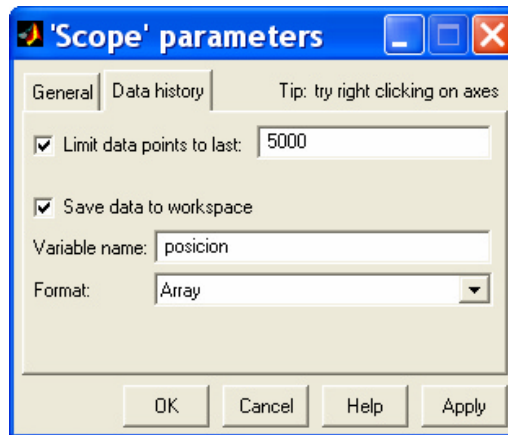 'Scope' parameters
General Data history Tip: try right clicking on axes
Limit data points to last: 5000
Save data to workspace
Variable name: posicion
Format: Array
OK Cancel Help Apply